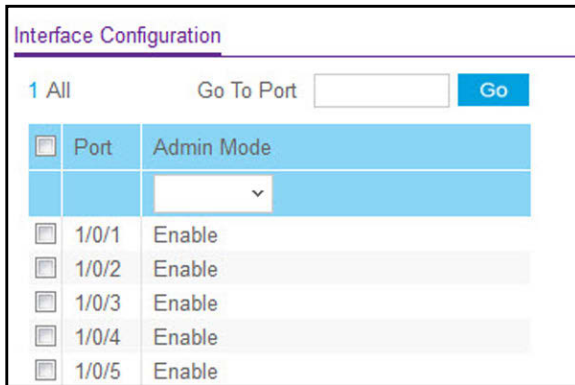 Interface Configuration
1 All Go To Port Go
Port Admin Mode
1/0/1 Enable
1/0/2 Enable
1/0/3 Enable
1/0/4 Enable
1/0/5 Enable